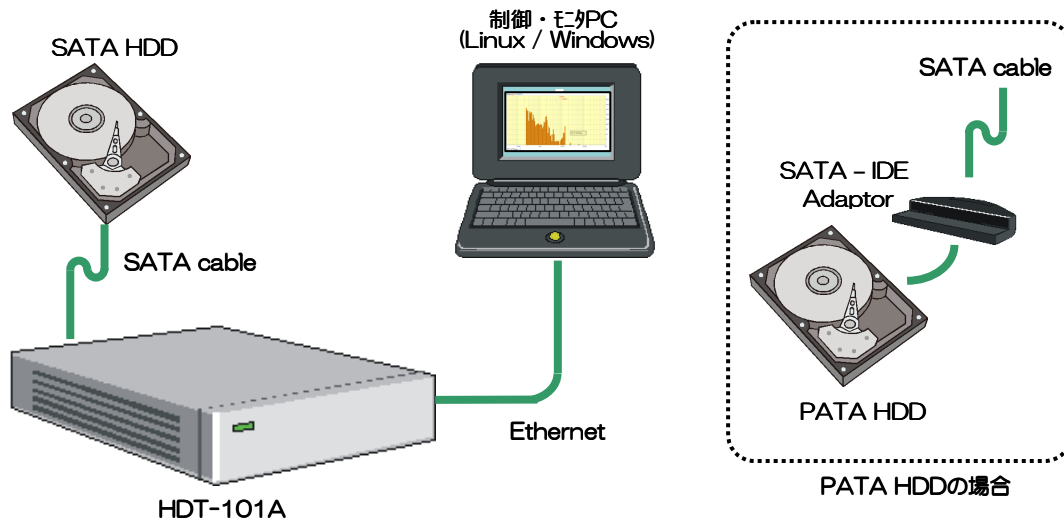 SATA HDD
制御・ﾓﾆﾀPC
(Linux / Windows)
SATA cable
HDT-101A
Ethernet
SATA cable
SATA – IDE
Adaptor
PATA HDD
PATA HDDの場合